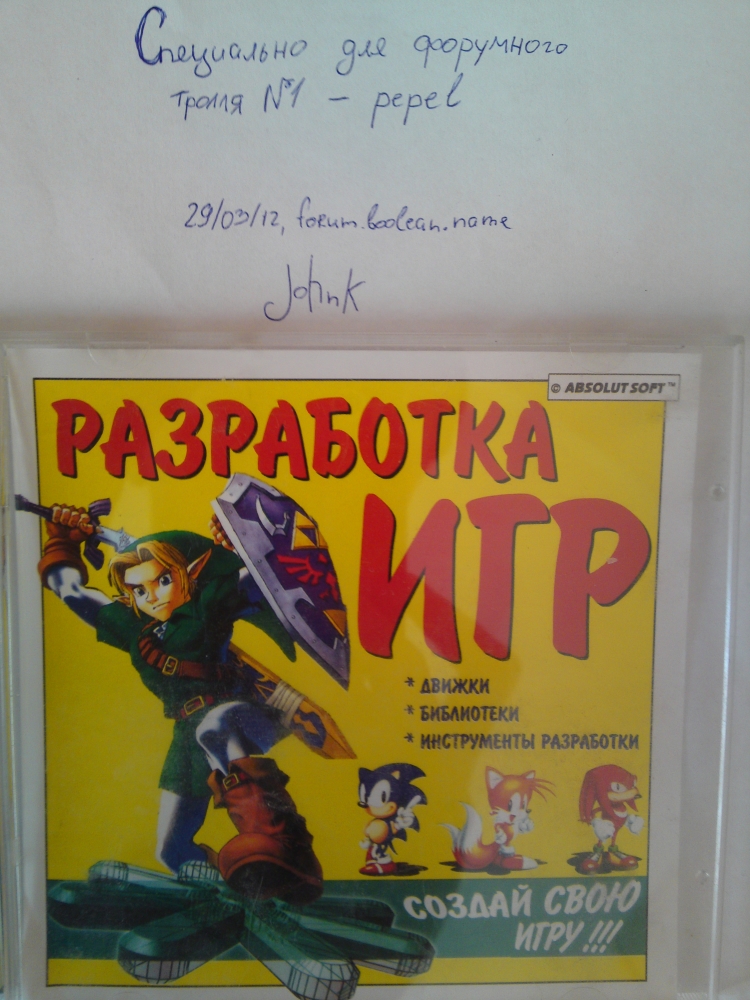 Специально для форумного
тролля №1 – pepel
29/03/12, forum.boolean.name
JohnK
© ABSOLUT SOFT™
РАЗРАБОТКА
ИГР
* ДВИЖКИ
* БИБЛИОТЕКИ
* ИНСТРУМЕНТЫ РАЗРАБОТКИ
СОЗДАЙ СВОЮ
ИГРУ !!!